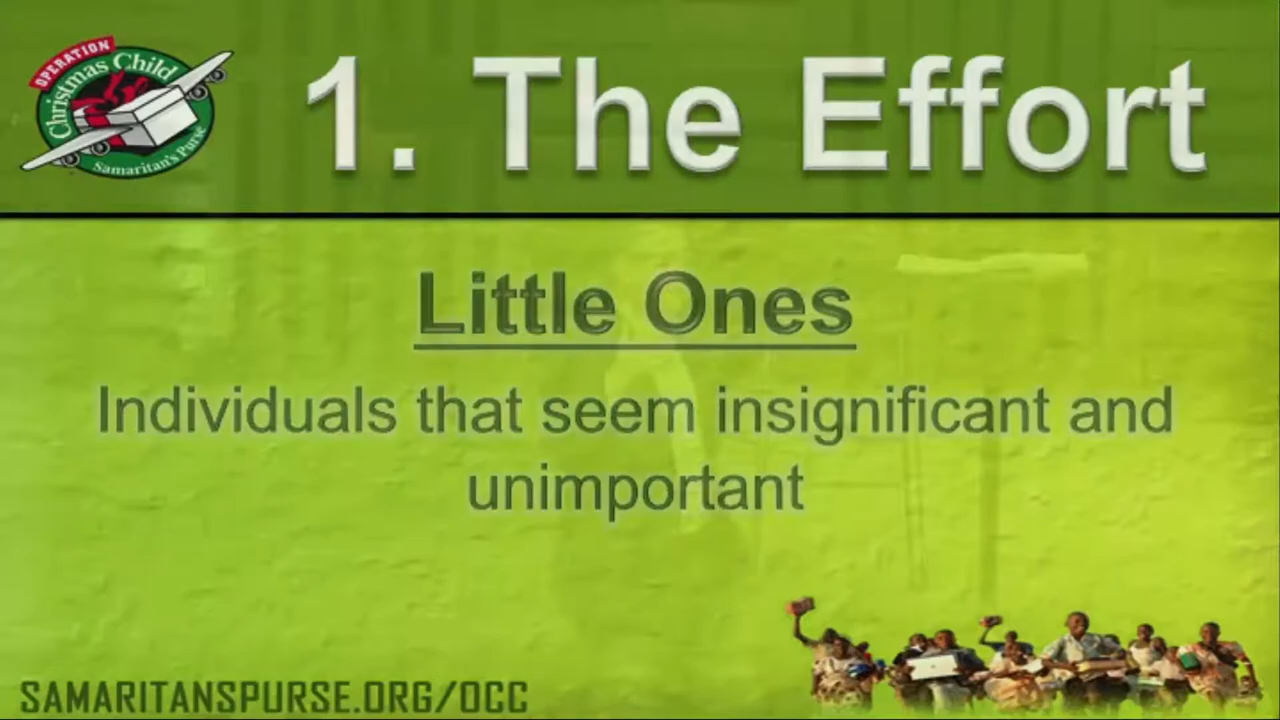 OPERATION
Christmas Child
Samaritan's Purse
1. The Effort
Little Ones
Individuals that seem insignificant and
unimportant
SAMARITANSPURSE.ORG/OCC